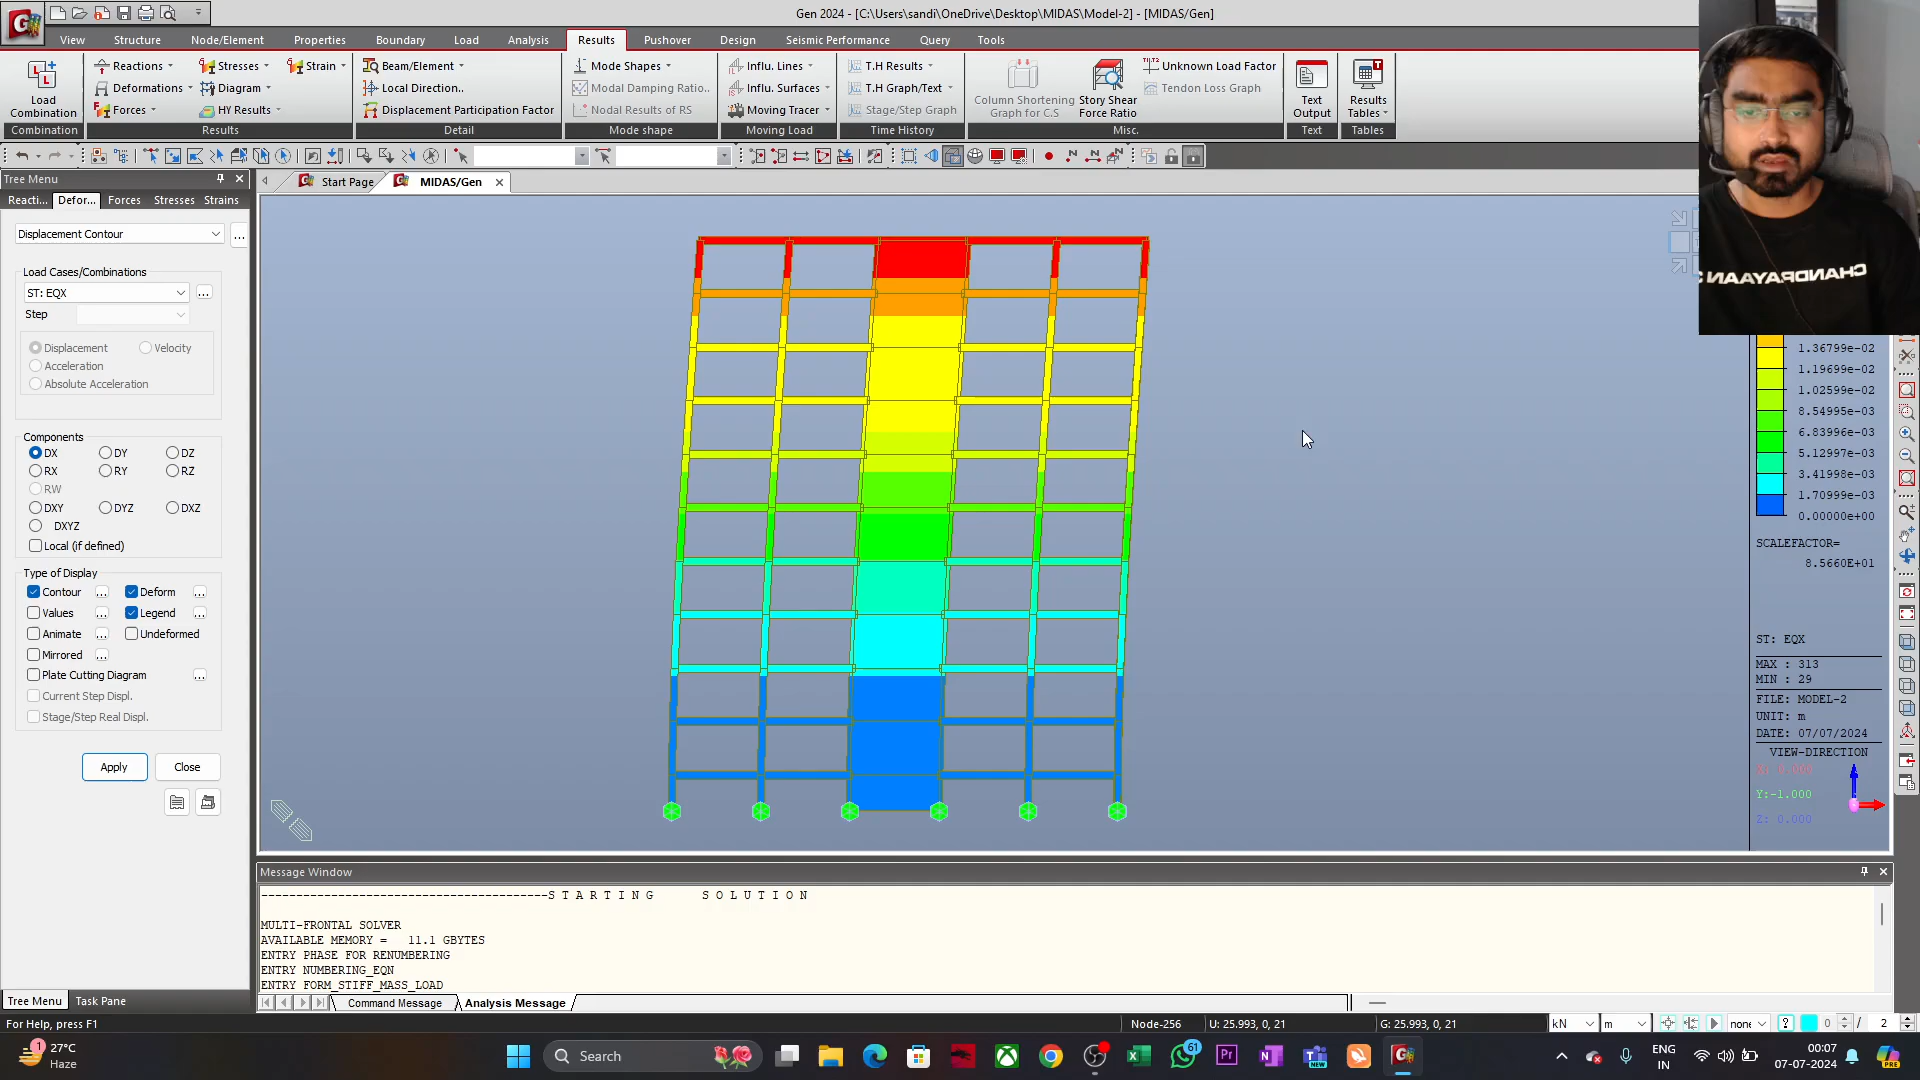 Gen 2024 - [C:\Users\sandi\OneDrive\Desktop\MIDAS\Model-2] - [MIDAS/Gen]
View Structure Node/Element Properties Boundary Load Analysis Results Pushover Design Seismic Performance Query Tools
Load Combination
Combination
Reactions Stresses Strain
Deformations Diagram
Forces HY Results
Results
Beam/Element
Local Direction..
Displacement Participation Factor
Detail
Mode Shapes
Modal Damping Ratio..
Nodal Results of RS
Mode shape
Influ. Lines
Influ. Surfaces
Moving Tracer
Moving Load
T.H Results
T.H Graph/Text
Stage/Step Graph
Time History
Column Shortening Graph for C.S
Story Shear Force Ratio
Unknown Load Factor
Tendon Loss Graph
Misc.
Text Output
Text
Results Tables
Tables
Tree Menu
Start Page
MIDAS/Gen
Reacti... Defor... Forces Stresses Strains
Displacement Contour
...
Load Cases/Combinations
ST: EQX
...
Step
Displacement Velocity
Acceleration
Absolute Acceleration
Components
DX DY DZ
RX RY RZ
RW
DXY DYZ DXZ
DXYZ
Local (if defined)
Type of Display
Contour ... Deform ...
Values ... Legend ...
Animate ... Undeformed
Mirrored ...
Plate Cutting Diagram ...
Current Step Displ.
Stage/Step Real Displ.
Apply Close
Tree Menu Task Pane
CHANDRAYAAN 3
1.36799e-02
1.19699e-02
1.02599e-02
8.54995e-03
6.83996e-03
5.12997e-03
3.41998e-03
1.70999e-03
0.00000e+00
SCALEFACTOR=
8.5660E+01
ST: EQX
MAX : 313
MIN : 29
FILE: MODEL-2
UNIT: m
DATE: 07/07/2024
VIEW-DIRECTION
X: 0.000
Y:-1.000
Z: 0.000
Message Window
STARTING SOLUTION
MULTI-FRONTAL SOLVER
AVAILABLE MEMORY = 11.1 GBYTES
ENTRY PHASE FOR RENUMBERING
ENTRY NUMBERING_EQN
ENTRY FORM_STIFF_MASS_LOAD
Command Message Analysis Message
For Help, press F1
Node-256
U: 25.993, 0, 21
G: 25.993, 0, 21
kN m none 0 / 2
27°C
Haze
Search
61
ENG
IN
00:07
07-07-2024